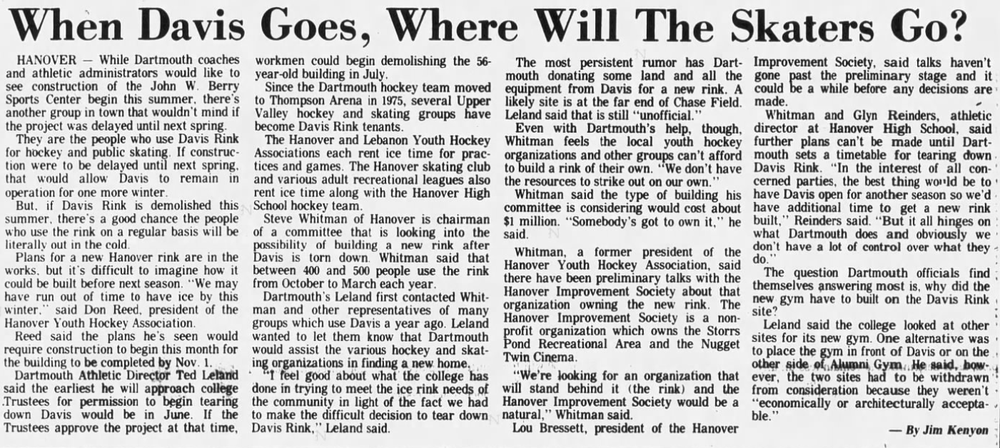 When Davis Goes, Where Will The Skaters Go?
HANOVER — While Dartmouth coaches
and athletic administrators would like to
see construction of the John W. Berry
Sports Center begin this summer, there's
another group in town that wouldn't mind if
the project was delayed until next spring.
They are the people who use Davis Rink
for hockey and public skating. If construc-
tion were to be delayed until next spring,
that would allow Davis to remain in
operation for one more winter.
But, if Davis Rink is demolished this
summer, there's a good chance the people
who use the rink on a regular basis will be
literally out in the cold.
Plans for a new Hanover rink are in the
works, but it's difficult to imagine how it
could be built before next season. "We may
have run out of time to have ice by this
winter," said Don Reed, president of the
Hanover Youth Hockey Association.
Reed said the plans he's seen would
require construction to begin this month for
the building to be completed by Nov. 1.
Dartmouth Athletic Director Ted Leland
said the earliest he will approach college
Trustees for permission to begin tearing
down Davis would be in June. If the
Trustees approve the project at that time,
workmen could begin demolishing the 56-
year-old building in July.
Since the Dartmouth hockey team moved
to Thompson Arena in 1975, several Upper
Valley hockey and skating groups have
become Davis Rink tenants.
The Hanover and Lebanon Youth Hockey
Associations each rent ice time for prac-
tices and games. The Hanover skating club
and various adult recreational leagues also
rent ice time along with the Hanover High
School hockey team.
Steve Whitman of Hanover is chairman
of a committee that is looking into the
possibility of building a new rink after
Davis is torn down. Whitman said that
between 400 and 500 people use the rink
from October to March each year.
Dartmouth's Leland first contacted Whit-
man and other representatives of many
groups which use Davis a year ago. Leland
wanted to let them know that Dartmouth
would assist the various hockey and skat-
ing organizations in finding a new home.
"I feel good about what the college has
done in trying to meet the ice rink needs of
the community in light of the fact we had
to make the difficult decision to tear down
Davis Rink," Leland said.
The most persistent rumor has Dart-
mouth donating some land and all the
equipment from Davis for a new rink. A
likely site is at the far end of Chase Field.
Leland said that is still "unofficial."
Even with Dartmouth's help, though,
Whitman feels the local youth hockey
organizations and other groups can't afford
to build a rink of their own. "We don't have
the resources to strike out on our own."
Whitman said the type of building his
committee is considering would cost about
$1 million. "Somebody's got to own it," he
said.
Whitman, a former president of the
Hanover Youth Hockey Association, said
there have been preliminary talks with the
Hanover Improvement Society about that
organization owning the new rink. The
Hanover Improvement Society is a non-
profit organization which owns the Storrs
Pond Recreational Area and the Nugget
Twin Cinema.
"We're looking for an organization that
will stand behind it (the rink) and the
Hanover Improvement Society would be a
natural," Whitman said.
Lou Bressett, president of the Hanover
Improvement Society, said talks haven't
gone past the preliminary stage and it
could be a while before any decisions are
made.
Whitman and Glyn Reinders, athletic
director at Hanover High School, said
further plans can't be made until Dart-
mouth sets a timetable for tearing down
Davis Rink. "In the interest of all con-
cerned parties, the best thing would be to
have Davis open for another season so we'd
have additional time to get a new rink
built," Reinders said. "But it all hinges on
what Dartmouth does and obviously we
don't have a lot of control over what they
do."
The question Dartmouth officials find
themselves answering most is, why did the
new gym have to built on the Davis Rink
site?
Leland said the college looked at other
sites for its new gym. One alternative was
to place the gym in front of Davis or on the
other side of Alumni Gym. He said, how-
ever, the two sites had to be withdrawn
from consideration because they weren't
"economically or architecturally accepta-
ble."
— By Jim Kenyon